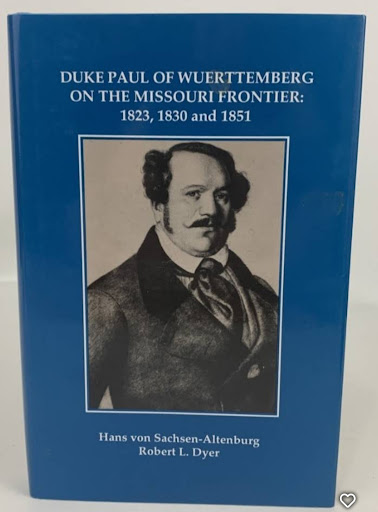 DUKE PAUL OF WUERTTEMBERG
ON THE MISSOURI FRONTIER:
1823, 1830 and 1851
Hans von Sachsen-Altenburg
Robert L. Dyer